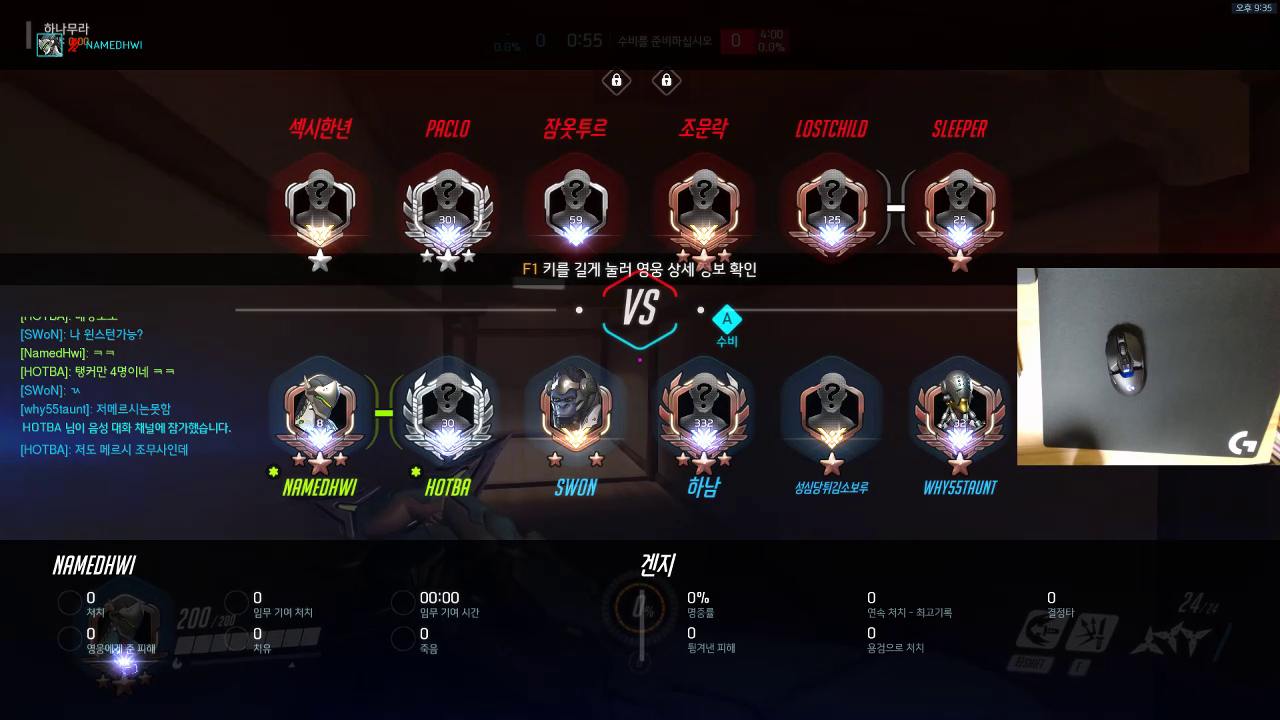 오후 9:35
하나무라
NAMEDHWI
0.0% 0 0:55 수비를 준비하십시오 0 4:00 0.0%
섹시한년 PACLO 잠옷투르 조문락 LOSTCHILD SLEEPER
301 59 125 25
F1 키를 길게 눌러 영웅 상세 정보 확인
VS
A
수비
[SWoN]: 나 윈스턴가능?
[NamedHwi]: ㅋㅋ
[HOTBA]: 탱커만 4명이네 ㅋㅋ
[SWoN]: ㄳ
[why55taunt]: 저메르시는못함
HOTBA 님이 음성 대화 채널에 참가했습니다.
[HOTBA]: 저도 메르시 조무사인데
8 30 332 32
NAMEDHWI HOTBA SWON 하남 성심당튀김소보루 WHY55TAUNT
G
NAMEDHWI 겐지
0 처치
0 임무 기여 처치
00:00 임무 기여 시간
0% 명중률
0 연속 처치 - 최고기록
0 결정타
0 영웅에게 준 피해
0 치유
0 죽음
0 튕겨낸 피해
0 용검으로 처치
200/200
0%
24/24